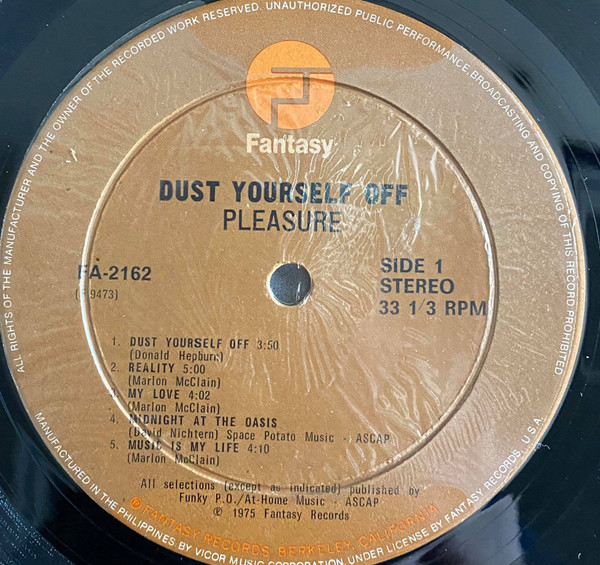 ALL RIGHTS OF THE MANUFACTURER AND THE OWNER OF THE RECORDED WORK RESERVED. UNAUTHORIZED PUBLIC PERFORMANCE, BROADCASTING AND COPYING OF THIS RECORD PROHIBITED
Fantasy
DUST YOURSELF OFF
PLEASURE
FA-2162
(F-9473)
SIDE 1
STEREO
33 1/3 RPM
1. DUST YOURSELF OFF 3:50
(Donald Hepburn)
2. REALITY 5:00
(Marlon McClain)
3. MY LOVE 4:02
(Marlon McClain)
4. MIDNIGHT AT THE OASIS
(David Nichtern) Space Potato Music - ASCAP
5. MUSIC IS MY LIFE 4:10
(Marlon McClain)
All selections (except as indicated) published by
Funky P.O./At-Home Music - ASCAP
℗ 1975 Fantasy Records
© FANTASY RECORDS, BERKELEY, CALIFORNIA
MANUFACTURED IN THE PHILIPPINES BY VICOR MUSIC CORPORATION UNDER LICENSE BY FANTASY RECORDS, U.S.A.